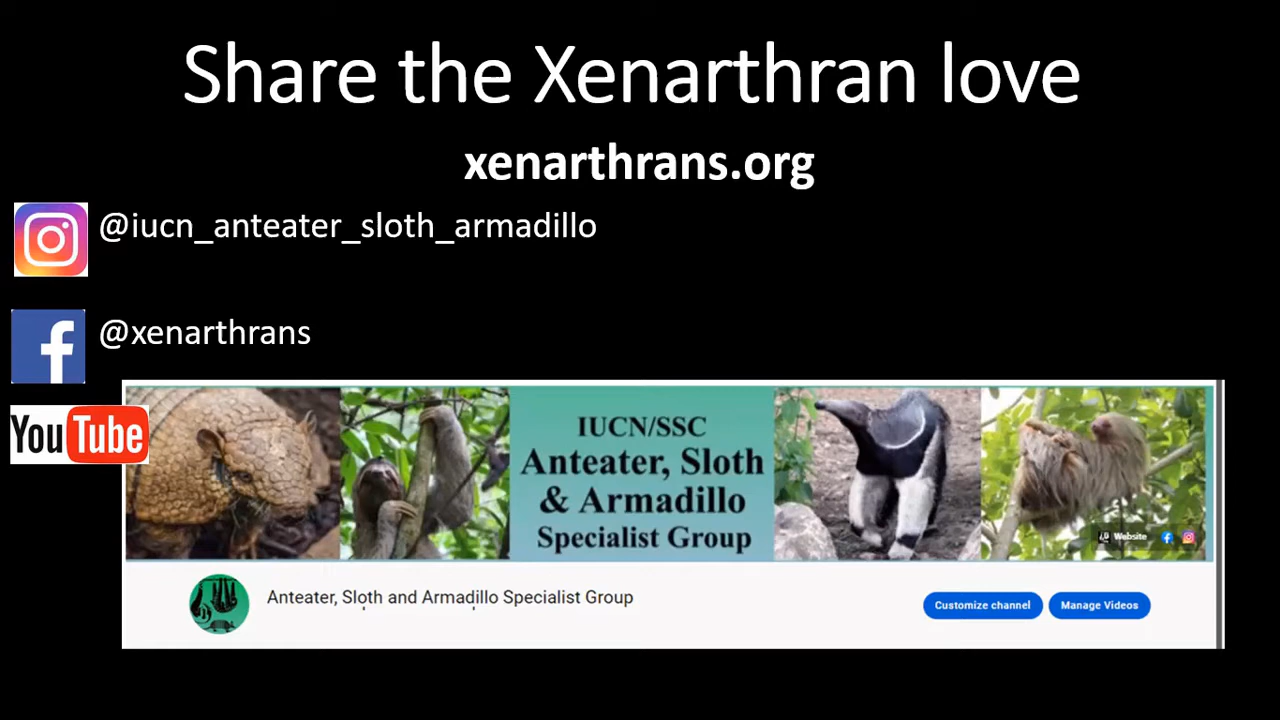 Share the Xenarthran love
xenarthrans.org
@iucn_anteater_sloth_armadillo
f @xenarthrans
YouTube
IUCN/SSC
Anteater, Sloth
& Armadillo
Specialist Group
Website
Anteater, Sloth and Armadillo Specialist Group
Customize channel
Manage Videos